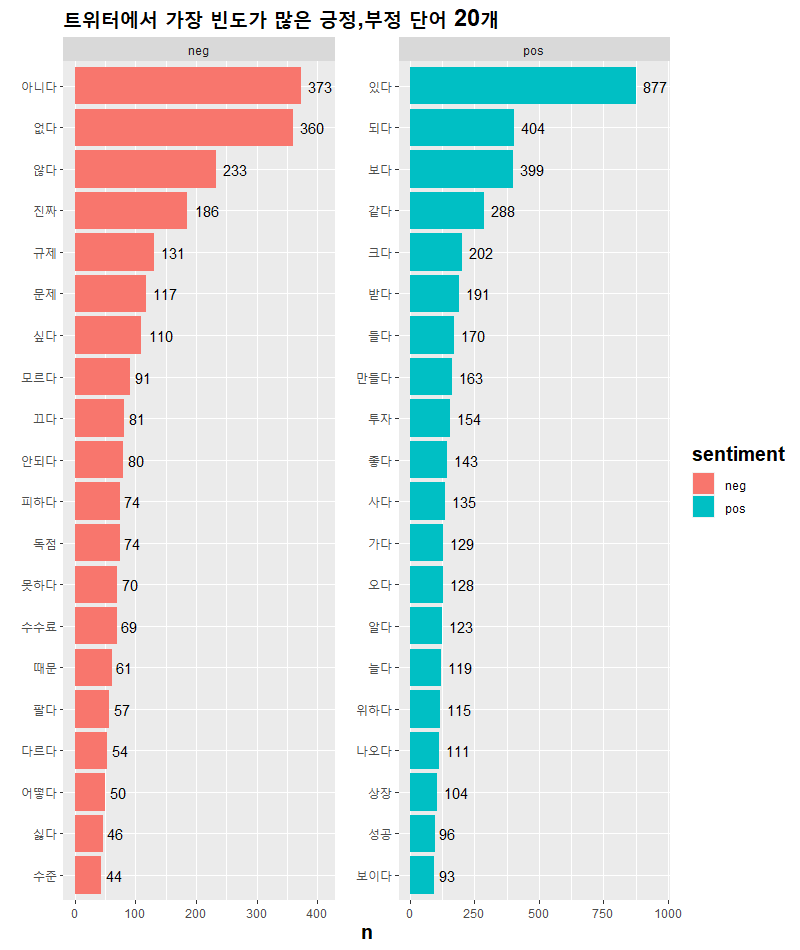 트위터에서 가장 빈도가 많은 긍정,부정 단어 20개
neg
아니다 373
없다 360
않다 233
진짜 186
규제 131
문제 117
싶다 110
모르다 91
끄다 81
안되다 80
피하다 74
독점 74
못하다 70
수수료 69
때문 61
팔다 57
다르다 54
어떻다 50
싫다 46
수준 44
0 100 200 300 400
pos
있다 877
되다 404
보다 399
같다 288
크다 202
받다 191
들다 170
만들다 163
투자 154
좋다 143
사다 135
가다 129
오다 128
알다 123
늘다 119
위하다 115
나오다 111
상장 104
성공 96
보이다 93
0 250 500 750 1000
n
sentiment
neg
pos